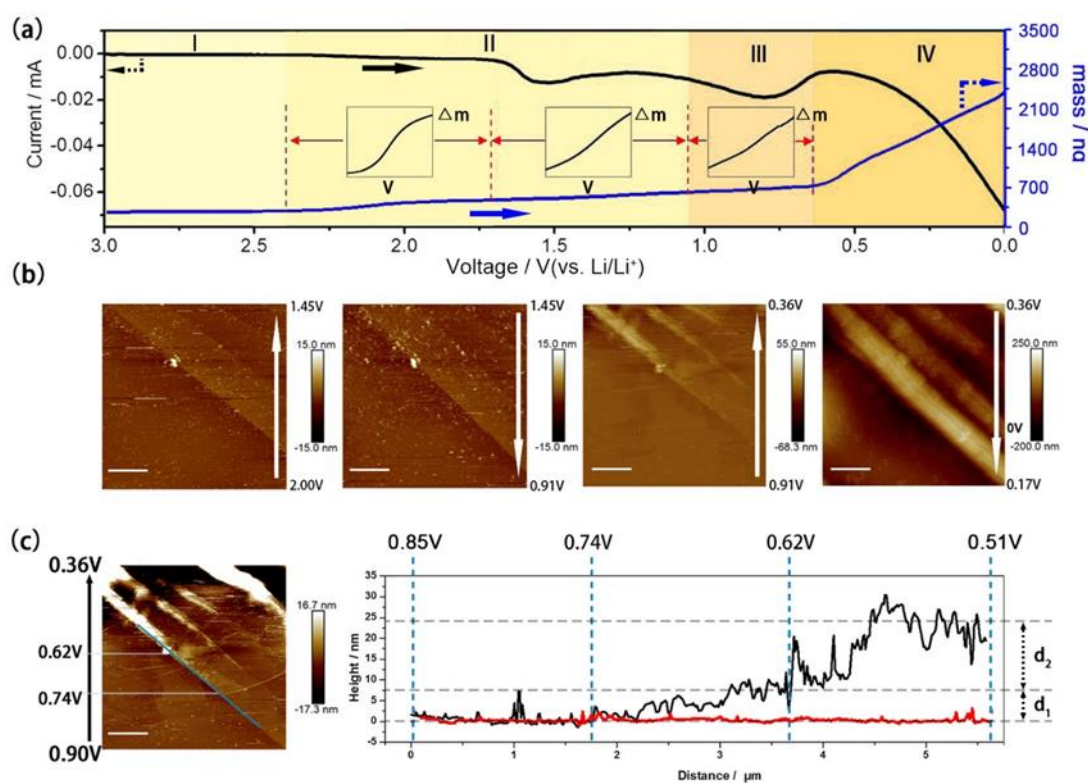 (a)
I II III IV
Current / mA
0.00
-0.02
-0.04
-0.06
Δm Δm Δm
V V V
3500
2800
2100
1400
700
0
mass / ng
3.0 2.5 2.0 1.5 1.0 0.5 0.0
Voltage / V(vs. Li/Li⁺)
(b)
1.45V
15.0 nm
-15.0 nm
2.00V
1.45V
15.0 nm
-15.0 nm
0.91V
0.36V
55.0 nm
-68.3 nm
0.91V
0.36V
250.0 nm
0V
-200.0 nm
0.17V
(c)
0.36V
0.62V
0.74V
0.90V
16.7 nm
-17.3 nm
0.85V 0.74V 0.62V 0.51V
Height / nm
35
30
25
20
15
10
5
0
-5
d₂
d₁
0 1 2 3 4 5
Distance / μm